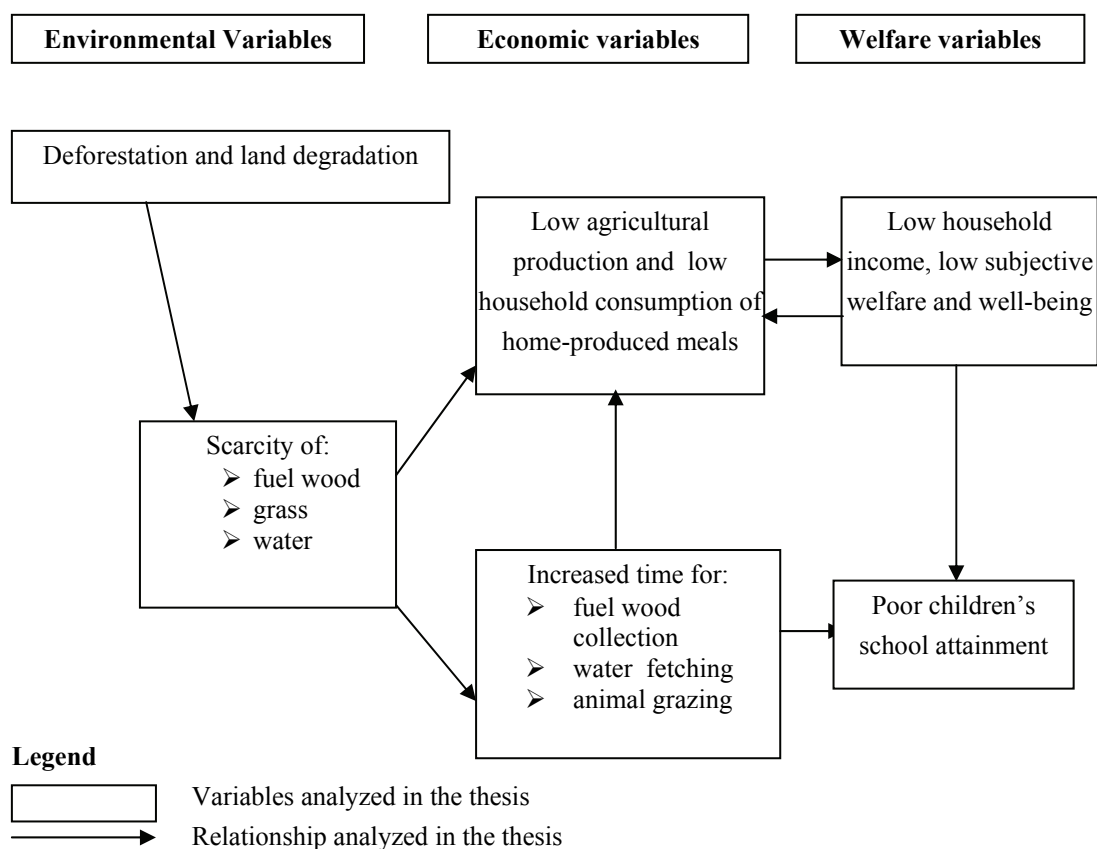 Environmental Variables
Economic variables
Welfare variables
Deforestation and land degradation
Low agricultural
production and low
household consumption of
home-produced meals
Low household
income, low subjective
welfare and well-being
Scarcity of:
➢ fuel wood
➢ grass
➢ water
Increased time for:
➢ fuel wood
collection
➢ water fetching
➢ animal grazing
Poor children’s
school attainment
Legend
Variables analyzed in the thesis
Relationship analyzed in the thesis